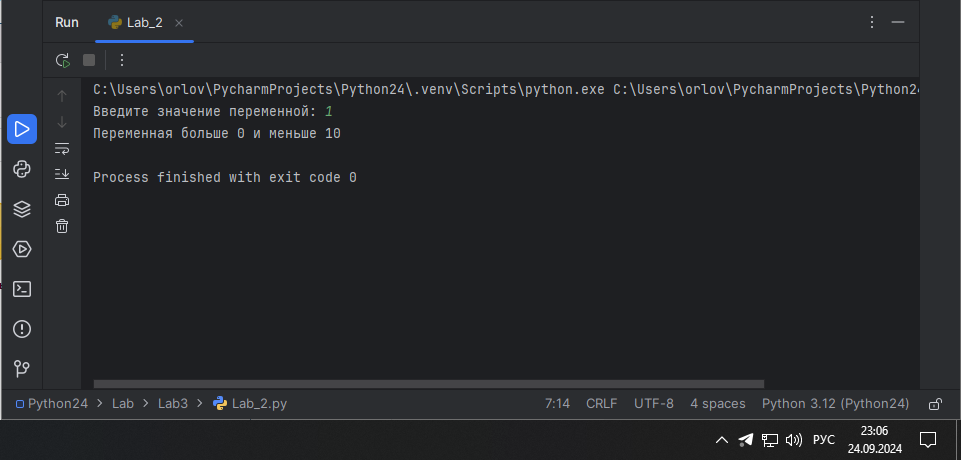 Run Lab_2
C:\Users\orlov\PycharmProjects\Python24\.venv\Scripts\python.exe C:\Users\orlov\PycharmProjects\Python24
Введите значение переменной: 1
Переменная больше 0 и меньше 10
Process finished with exit code 0
Python24 > Lab > Lab3 > Lab_2.py 7:14 CRLF UTF-8 4 spaces Python 3.12 (Python24)
РУС 23:06
24.09.2024